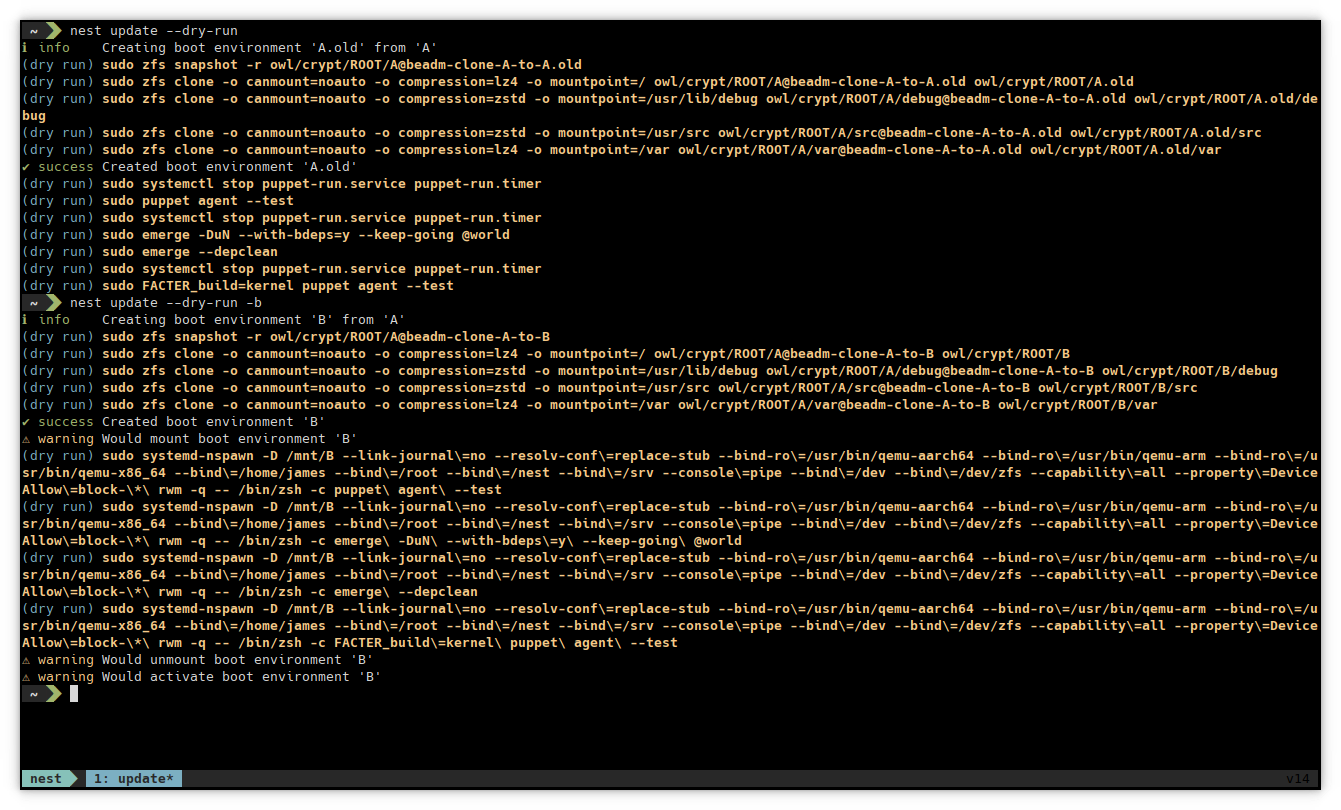 ~ nest update --dry-run
ℹ info    Creating boot environment 'A.old' from 'A'
(dry run) sudo zfs snapshot -r owl/crypt/ROOT/A@beadm-clone-A-to-A.old
(dry run) sudo zfs clone -o canmount=noauto -o compression=lz4 -o mountpoint=/ owl/crypt/ROOT/A@beadm-clone-A-to-A.old owl/crypt/ROOT/A.old
(dry run) sudo zfs clone -o canmount=noauto -o compression=zstd -o mountpoint=/usr/lib/debug owl/crypt/ROOT/A/debug@beadm-clone-A-to-A.old owl/crypt/ROOT/A.old/de
bug
(dry run) sudo zfs clone -o canmount=noauto -o compression=zstd -o mountpoint=/usr/src owl/crypt/ROOT/A/src@beadm-clone-A-to-A.old owl/crypt/ROOT/A.old/src
(dry run) sudo zfs clone -o canmount=noauto -o compression=lz4 -o mountpoint=/var owl/crypt/ROOT/A/var@beadm-clone-A-to-A.old owl/crypt/ROOT/A.old/var
✔ success Created boot environment 'A.old'
(dry run) sudo systemctl stop puppet-run.service puppet-run.timer
(dry run) sudo puppet agent --test
(dry run) sudo systemctl stop puppet-run.service puppet-run.timer
(dry run) sudo emerge -DuN --with-bdeps=y --keep-going @world
(dry run) sudo emerge --depclean
(dry run) sudo systemctl stop puppet-run.service puppet-run.timer
(dry run) sudo FACTER_build=kernel puppet agent --test
~ nest update --dry-run -b
ℹ info    Creating boot environment 'B' from 'A'
(dry run) sudo zfs snapshot -r owl/crypt/ROOT/A@beadm-clone-A-to-B
(dry run) sudo zfs clone -o canmount=noauto -o compression=lz4 -o mountpoint=/ owl/crypt/ROOT/A@beadm-clone-A-to-B owl/crypt/ROOT/B
(dry run) sudo zfs clone -o canmount=noauto -o compression=zstd -o mountpoint=/usr/lib/debug owl/crypt/ROOT/A/debug@beadm-clone-A-to-B owl/crypt/ROOT/B/debug
(dry run) sudo zfs clone -o canmount=noauto -o compression=zstd -o mountpoint=/usr/src owl/crypt/ROOT/A/src@beadm-clone-A-to-B owl/crypt/ROOT/B/src
(dry run) sudo zfs clone -o canmount=noauto -o compression=lz4 -o mountpoint=/var owl/crypt/ROOT/A/var@beadm-clone-A-to-B owl/crypt/ROOT/B/var
✔ success Created boot environment 'B'
⚠ warning Would mount boot environment 'B'
(dry run) sudo systemd-nspawn -D /mnt/B --link-journal\=no --resolv-conf\=replace-stub --bind-ro\=/usr/bin/qemu-aarch64 --bind-ro\=/usr/bin/qemu-arm --bind-ro\=/u
sr/bin/qemu-x86_64 --bind\=/home/james --bind\=/root --bind\=/nest --bind\=/srv --console\=pipe --bind\=/dev --bind\=/dev/zfs --capability\=all --property\=Device
Allow\=block-\*\ rwm -q -- /bin/zsh -c puppet\ agent\ --test
(dry run) sudo systemd-nspawn -D /mnt/B --link-journal\=no --resolv-conf\=replace-stub --bind-ro\=/usr/bin/qemu-aarch64 --bind-ro\=/usr/bin/qemu-arm --bind-ro\=/u
sr/bin/qemu-x86_64 --bind\=/home/james --bind\=/root --bind\=/nest --bind\=/srv --console\=pipe --bind\=/dev --bind\=/dev/zfs --capability\=all --property\=Device
Allow\=block-\*\ rwm -q -- /bin/zsh -c emerge\ -DuN\ --with-bdeps\=y\ --keep-going\ @world
(dry run) sudo systemd-nspawn -D /mnt/B --link-journal\=no --resolv-conf\=replace-stub --bind-ro\=/usr/bin/qemu-aarch64 --bind-ro\=/usr/bin/qemu-arm --bind-ro\=/u
sr/bin/qemu-x86_64 --bind\=/home/james --bind\=/root --bind\=/nest --bind\=/srv --console\=pipe --bind\=/dev --bind\=/dev/zfs --capability\=all --property\=Device
Allow\=block-\*\ rwm -q -- /bin/zsh -c emerge\ --depclean
(dry run) sudo systemd-nspawn -D /mnt/B --link-journal\=no --resolv-conf\=replace-stub --bind-ro\=/usr/bin/qemu-aarch64 --bind-ro\=/usr/bin/qemu-arm --bind-ro\=/u
sr/bin/qemu-x86_64 --bind\=/home/james --bind\=/root --bind\=/nest --bind\=/srv --console\=pipe --bind\=/dev --bind\=/dev/zfs --capability\=all --property\=Device
Allow\=block-\*\ rwm -q -- /bin/zsh -c FACTER_build\=kernel\ puppet\ agent\ --test
⚠ warning Would unmount boot environment 'B'
⚠ warning Would activate boot environment 'B'
~
nest 1: update* v14